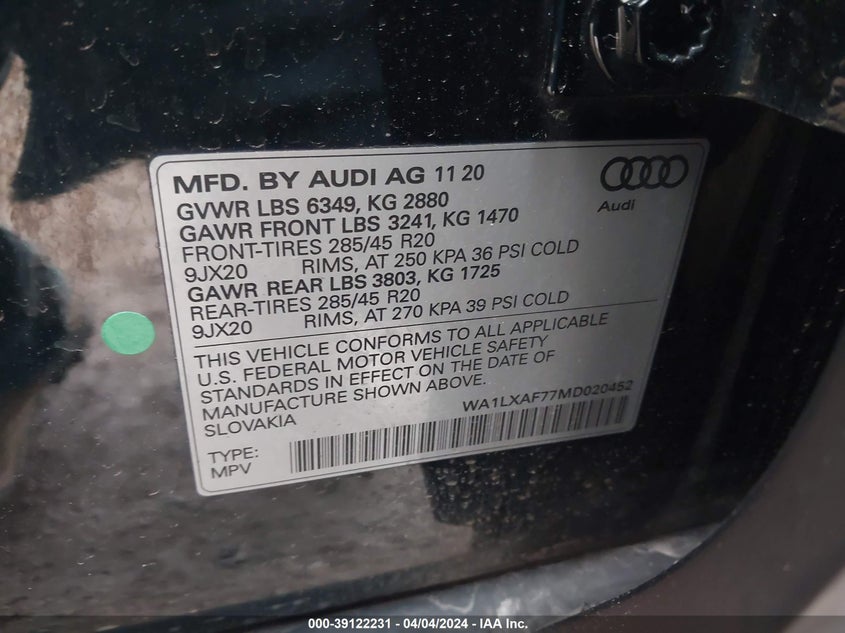 MFD. BY AUDI AG 11 20
Audi
GVWR LBS 6349, KG 2880
GAWR FRONT LBS 3241, KG 1470
FRONT-TIRES 285/45 R20
9JX20 RIMS, AT 250 KPA 36 PSI COLD
GAWR REAR LBS 3803, KG 1725
REAR-TIRES 285/45 R20
9JX20 RIMS, AT 270 KPA 39 PSI COLD
THIS VEHICLE CONFORMS TO ALL APPLICABLE
U.S. FEDERAL MOTOR VEHICLE SAFETY
STANDARDS IN EFFECT ON THE DATE OF
MANUFACTURE SHOWN ABOVE.
SLOVAKIA
WA1LXAF77MD020452
TYPE:
MPV
000-39122231 - 04/04/2024 - IAA Inc.